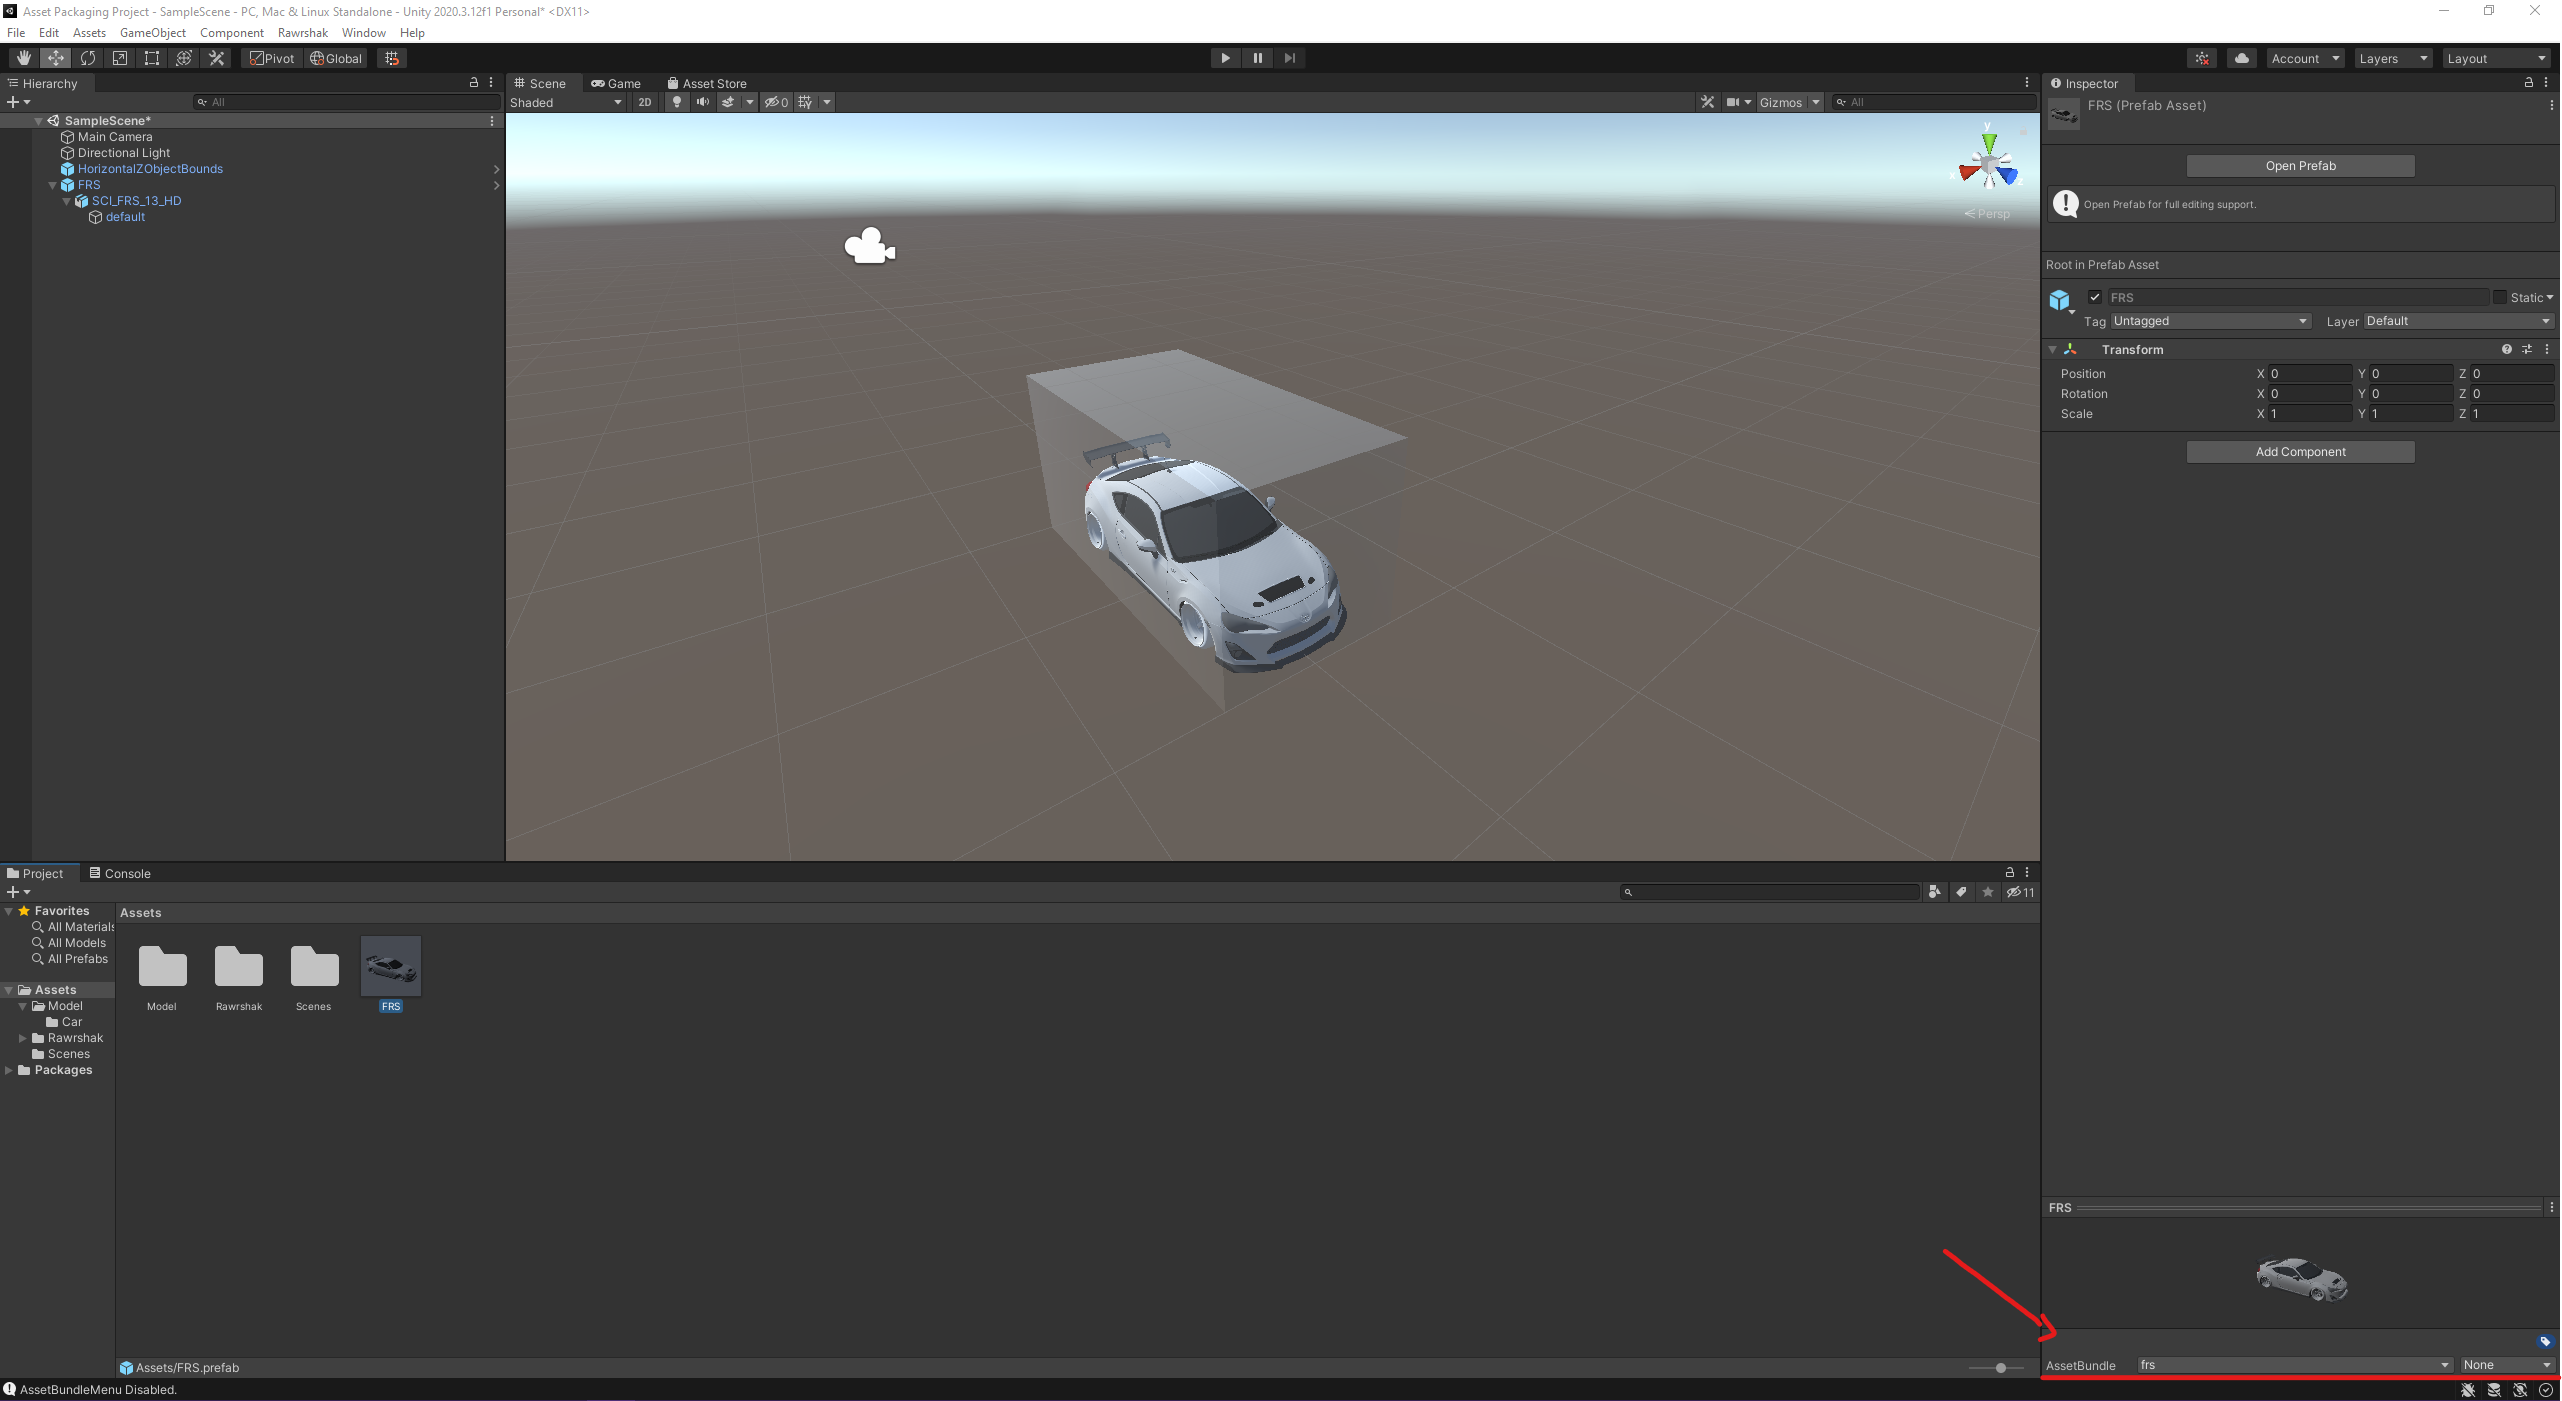 Asset Packaging Project - SampleScene - PC, Mac & Linux Standalone - Unity 2020.3.12f1 Personal* <DX11>
File Edit Assets GameObject Component Rawrshak Window Help
Pivot Global Account Layers Layout
Hierarchy
All
SampleScene*
Main Camera
Directional Light
HorizontalZObjectBounds
FRS
SCI_FRS_13_HD
default
Scene Game Asset Store
Shaded 2D 0 Gizmos All
y
x
z
Persp
Inspector
FRS (Prefab Asset)
Open Prefab
Open Prefab for full editing support.
Root in Prefab Asset
FRS Static
Tag Untagged Layer Default
Transform
Position X 0 Y 0 Z 0
Rotation X 0 Y 0 Z 0
Scale X 1 Y 1 Z 1
Add Component
Project Console
11
Favorites
All Materials
All Models
All Prefabs
Assets
Model
Car
Rawrshak
Scenes
Packages
Assets
Model Rawrshak Scenes FRS
Assets/FRS.prefab
FRS
AssetBundle frs None
AssetBundleMenu Disabled.